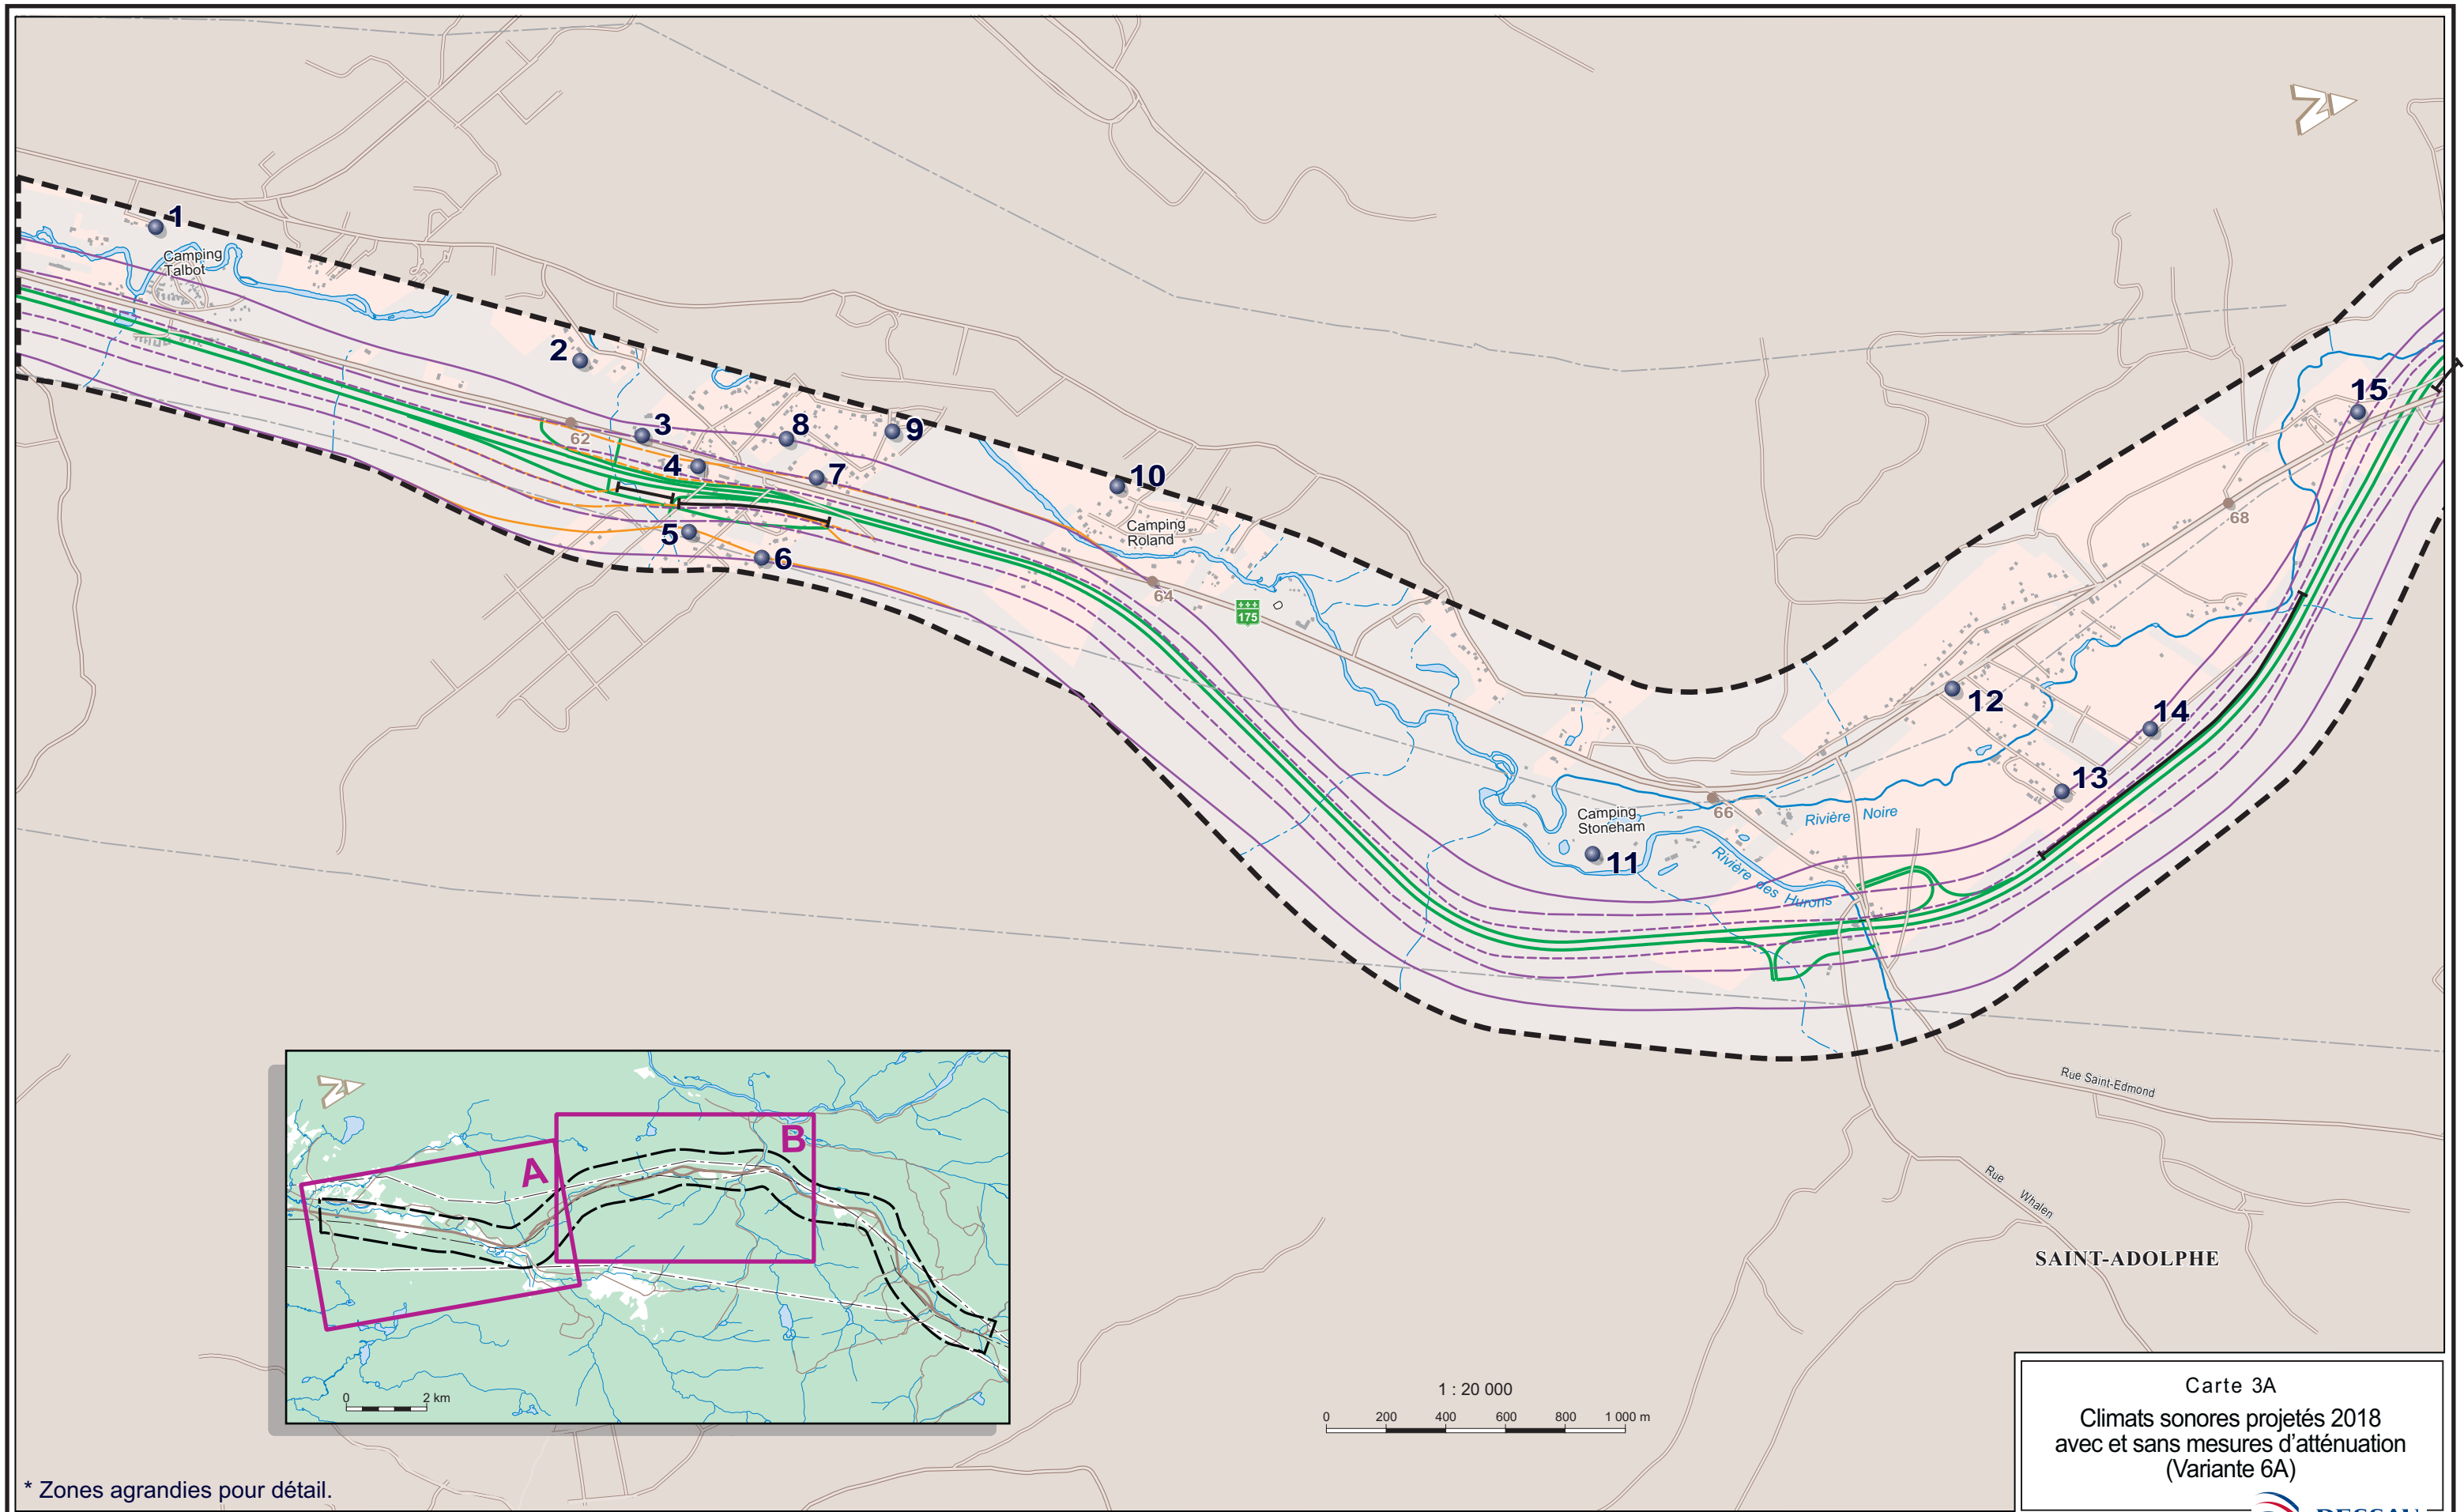 1
Camping
Talbot
2
62
3
4
5
6
7
8
9
10
Camping
Roland
64
175
11
Camping
Stoneham
66
Rivière Noire
Rivière des Hurons
12
13
14
15
68
N
Rue Saint-Edmond
Rue Whalen
SAINT-ADOLPHE
N
A
B
0 2 km
1 : 20 000
0 200 400 600 800 1 000 m
* Zones agrandies pour détail.
Carte 3A
Climats sonores projetés 2018
avec et sans mesures d'atténuation
(Variante 6A)